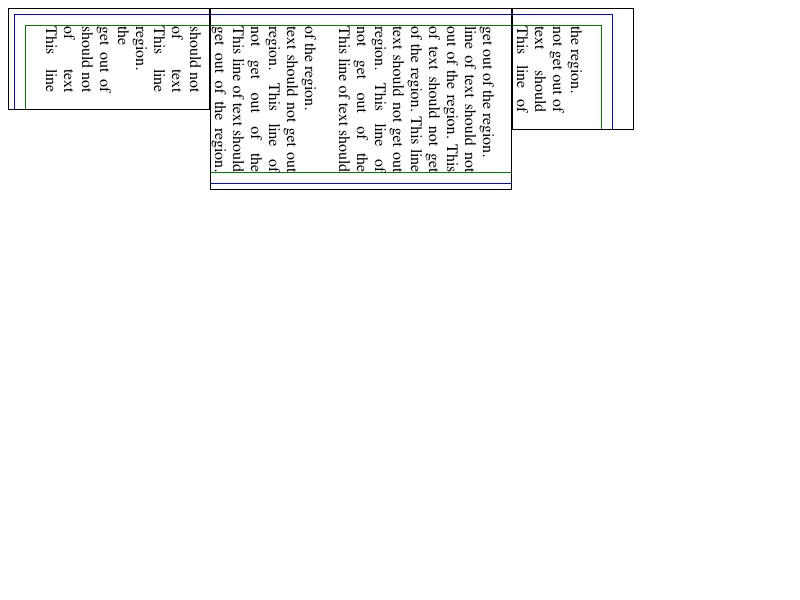 This line
of text
should not
get out of
the
region.
This line
of text
should not
get out of the region.
This line of text should
not get out of the
region. This line of
text should not get out
of the region.
This line of text should
not get out of the
region. This line of
text should not get out
of the region. This line
of text should not get
out of the region. This
line of text should not
get out of the region.
This line of
text should
not get out of
the region.